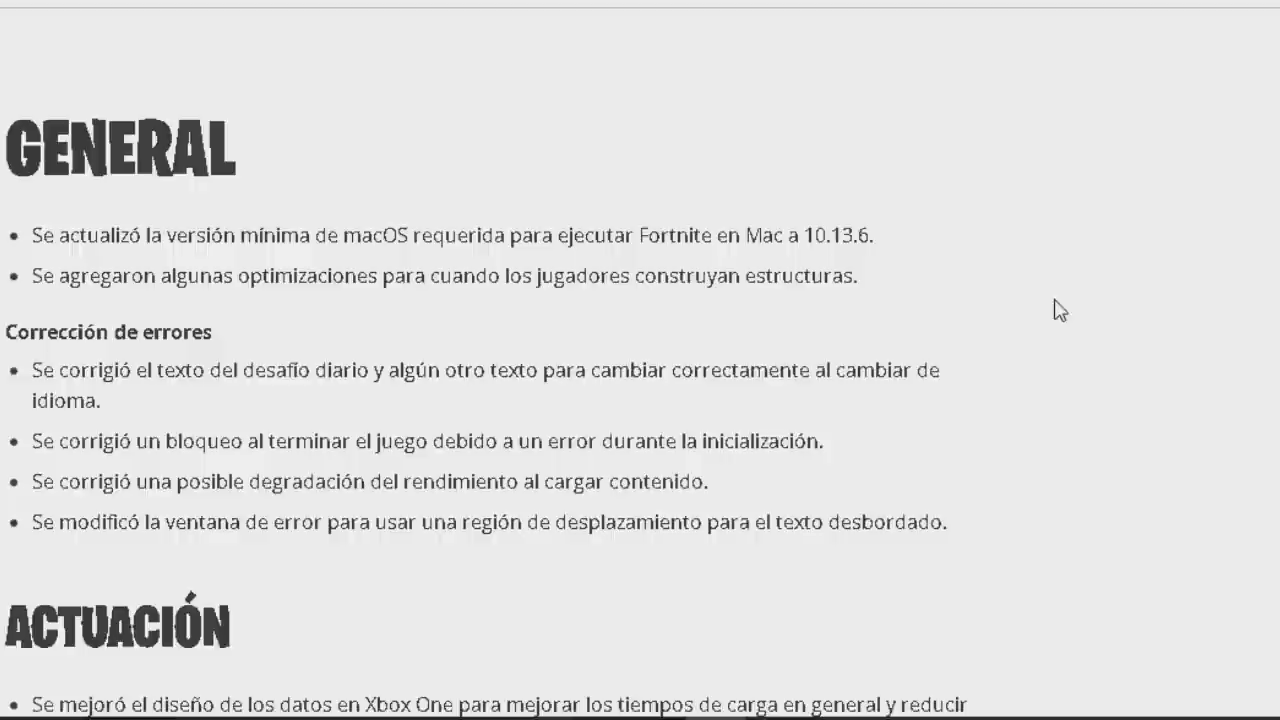 GENERAL
Se actualizó la versión mínima de macOS requerida para ejecutar Fortnite en Mac a 10.13.6.
Se agregaron algunas optimizaciones para cuando los jugadores construyan estructuras.
Corrección de errores
Se corrigió el texto del desafío diario y algún otro texto para cambiar correctamente al cambiar de
idioma.
Se corrigió un bloqueo al terminar el juego debido a un error durante la inicialización.
Se corrigió una posible degradación del rendimiento al cargar contenido.
Se modificó la ventana de error para usar una región de desplazamiento para el texto desbordado.
ACTUACIÓN
Se mejoró el diseño de los datos en Xbox One para mejorar los tiempos de carga en general y reducir